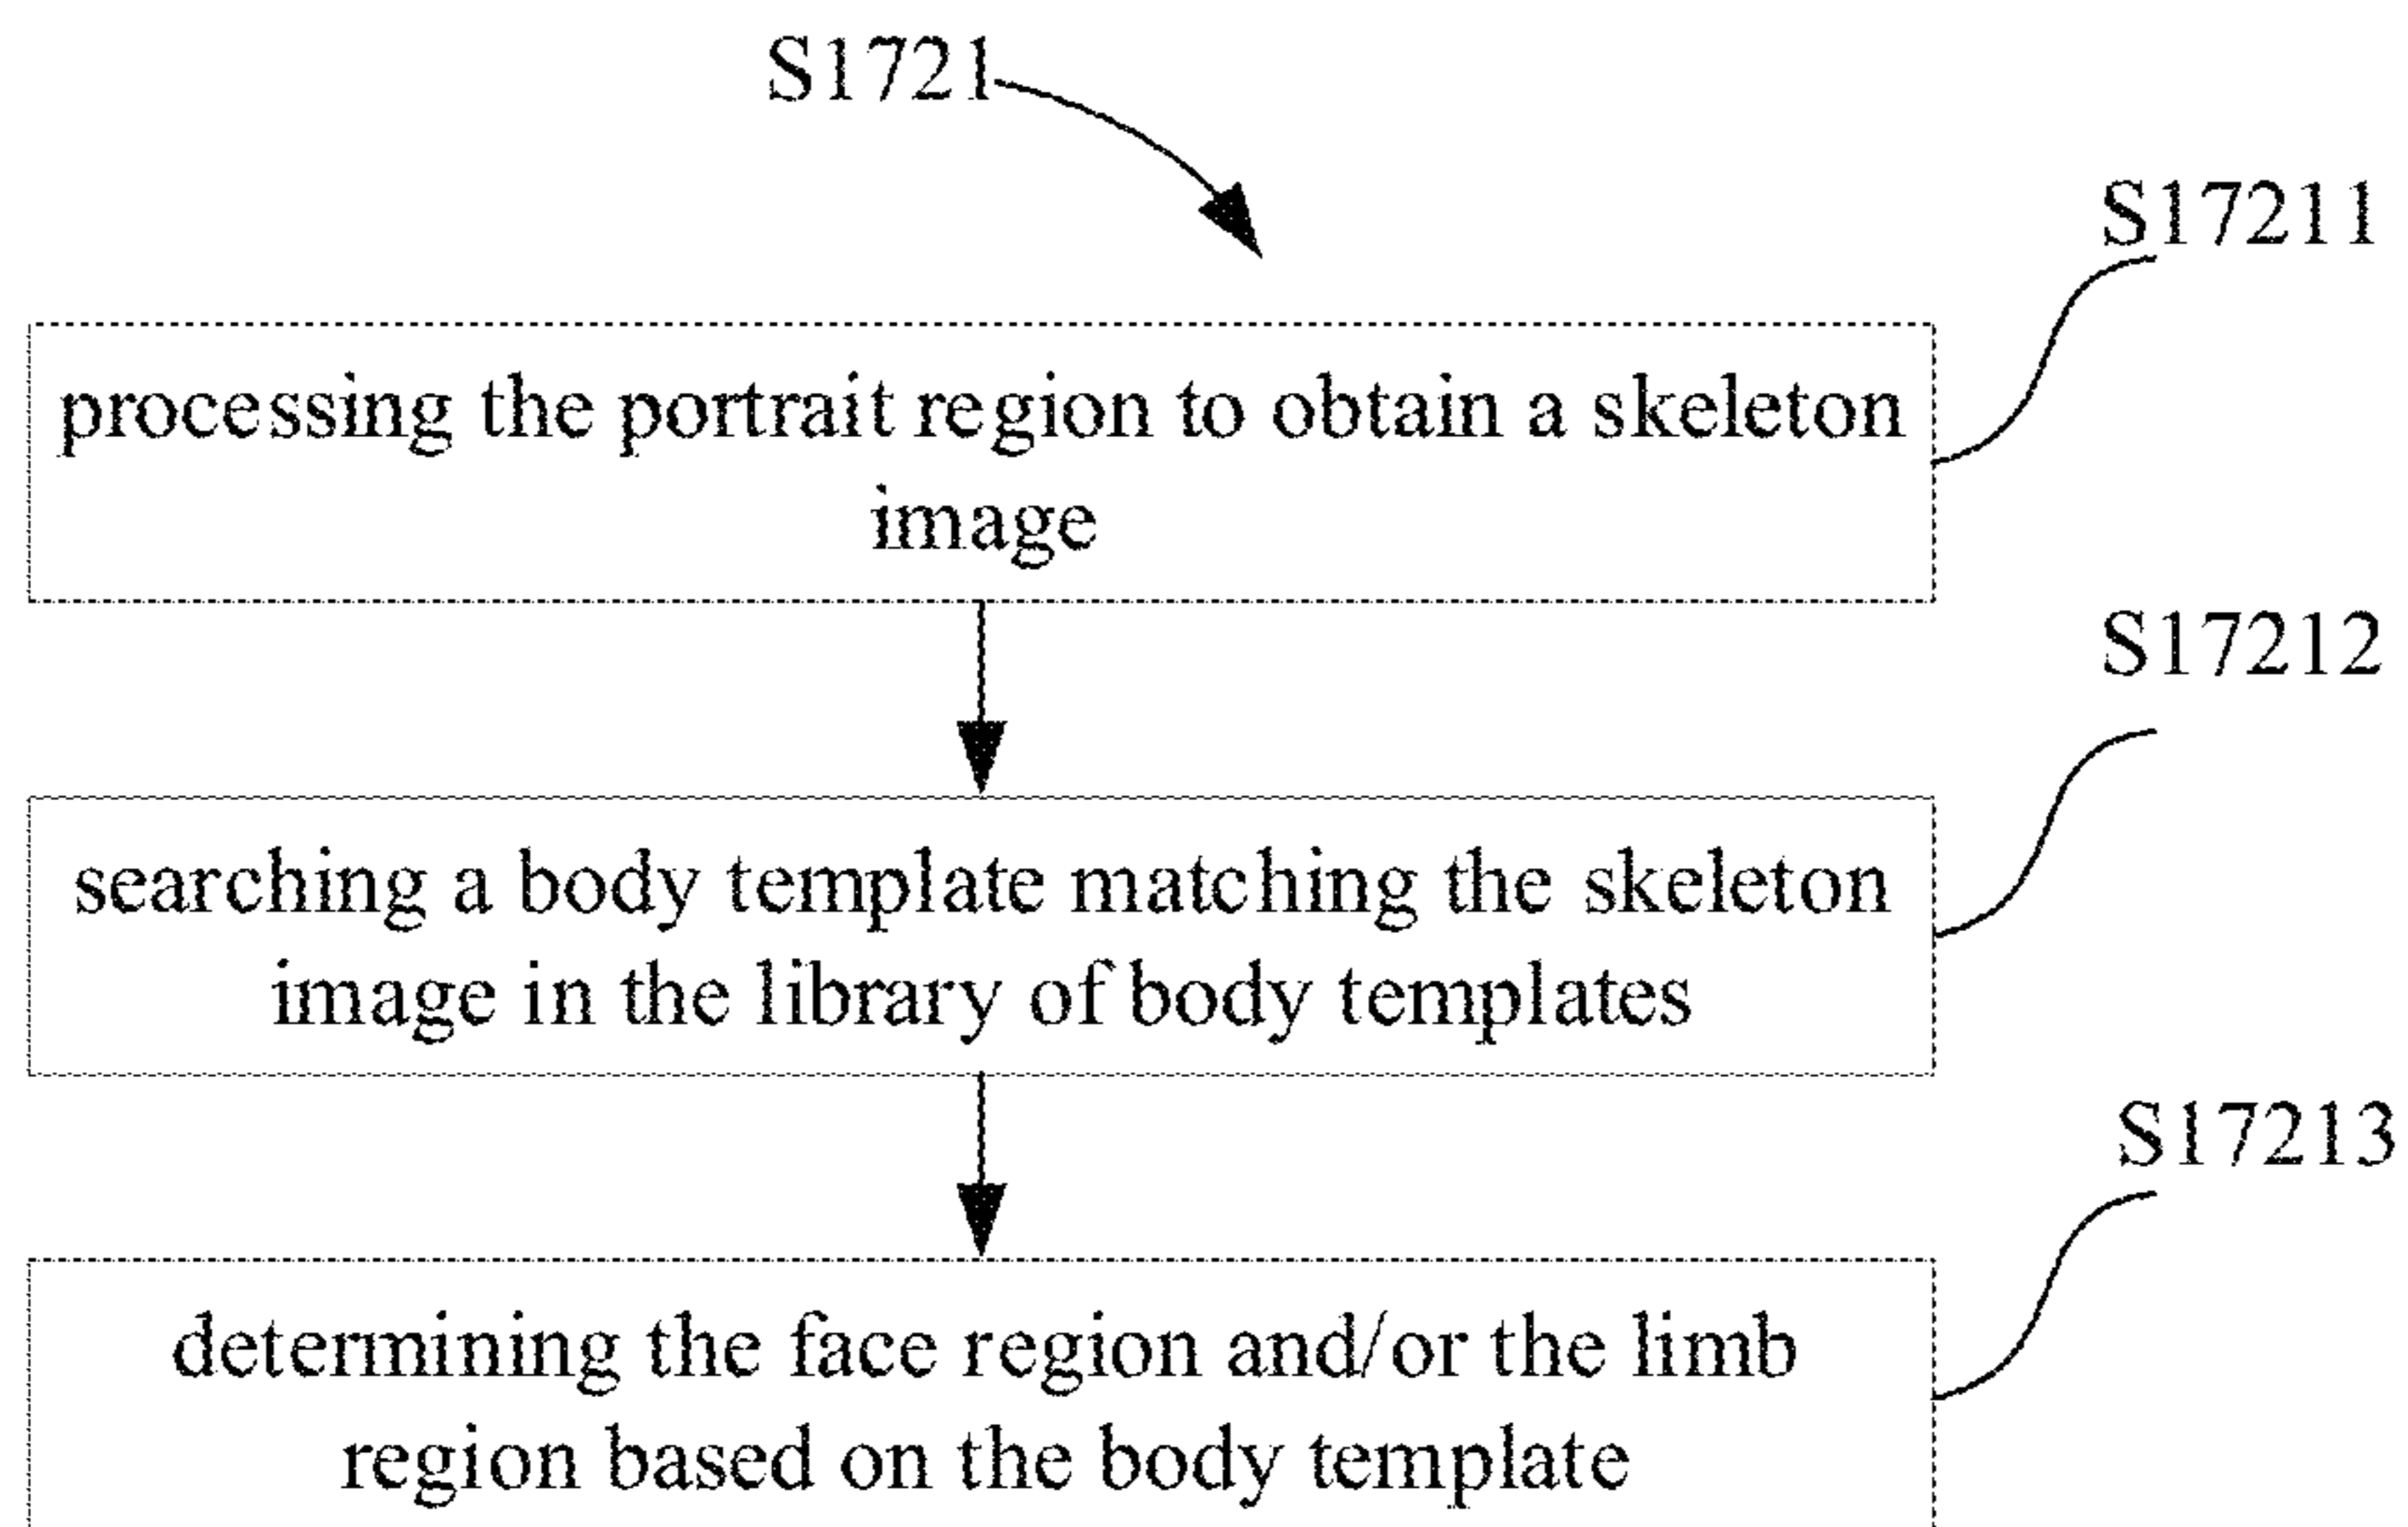 S1721
S17211
processing the portrait region to obtain a skeleton
image
S17212
searching a body template matching the skeleton
image in the library of body templates
S17213
determining the face region and/or the limb
region based on the body template